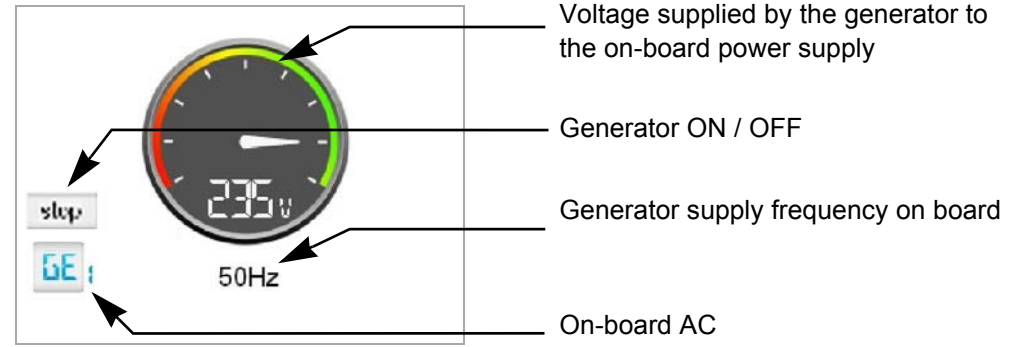 Voltage supplied by the generator to
the on-board power supply
Generator ON / OFF
235V
stop
Generator supply frequency on board
GE
50Hz
On-board AC